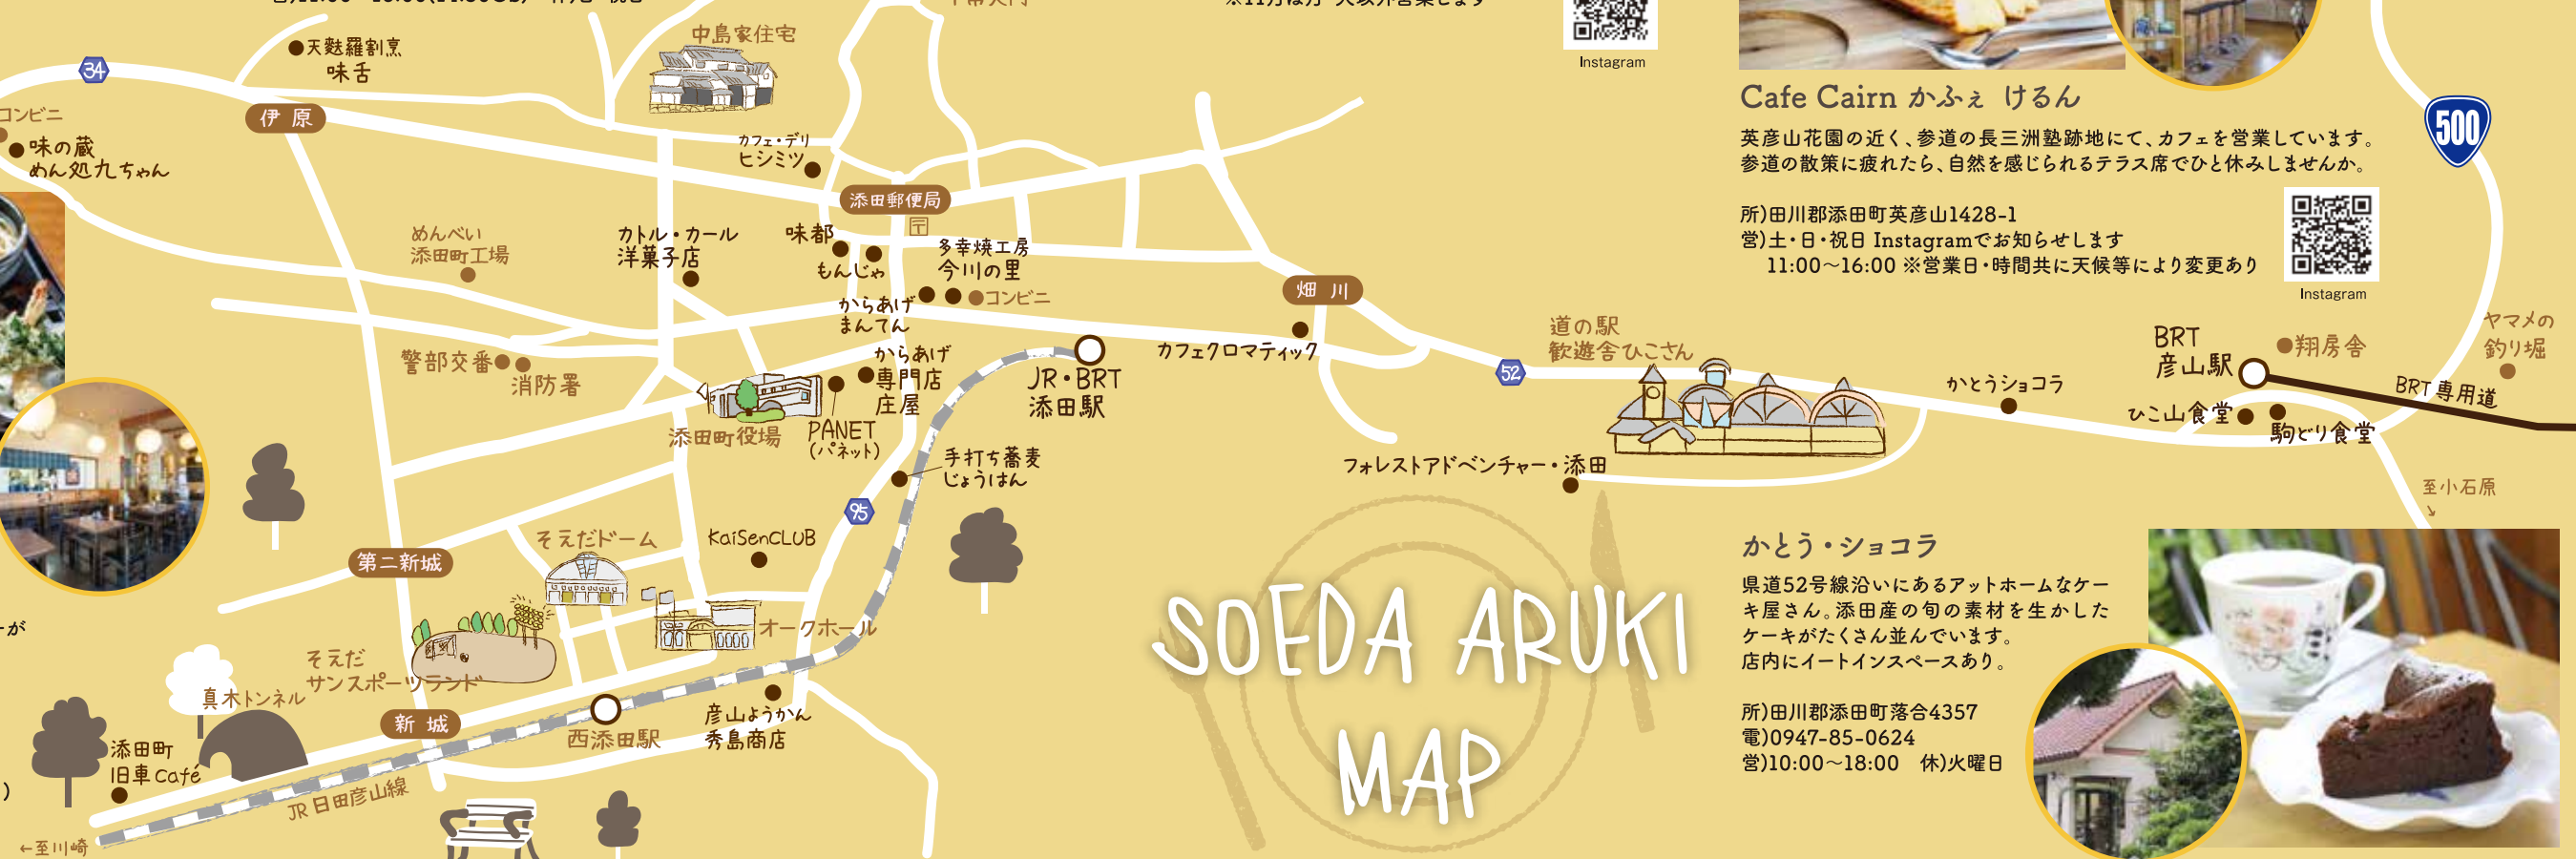 Instagram
中島家住宅
天麩羅割烹
味舌
34
コンビニ
味の蔵
めん処九ちゃん
伊 原
カフェ・デリ
ヒシミツ
添田郵便局
めんべい
添田町工場
カトル・カール
洋菓子店
味都
もんじゃ
多幸焼工房
今川の里
コンビニ
からあげ
まんてん
からあげ
専門店
庄屋
警部交番
消防署
添田町役場
PANET
(パネット)
JR・BRT
添田駅
カフェクロマティック
畑 川
52
道の駅
歓遊舎ひこさん
フォレストアドベンチャー・添田
かとうショコラ
BRT
彦山駅
翔房舎
ヤマメの
釣り堀
BRT専用道
ひこ山食堂
駒どり食堂
至小石原
500
手打ち蕎麦
じょうはん
95
第二新城
そえだドーム
KaiSenCLUB
オークホール
そえだ
サンスポーツランド
真木トンネル
新 城
西添田駅
彦山ようかん
秀島商店
添田町
旧車Café
JR日田彦山線
←至川崎
SOEDA ARUKI
MAP
Cafe Cairn かふぇ けるん
英彦山花園の近く、参道の長三洲塾跡地にて、カフェを営業しています。
参道の散策に疲れたら、自然を感じられるテラス席でひと休みしませんか。
所)田川郡添田町英彦山1428-1
営)土・日・祝日 Instagramでお知らせします
11:00〜16:00 ※営業日・時間共に天候等により変更あり
Instagram
かとう・ショコラ
県道52号線沿いにあるアットホームなケー
キ屋さん。添田産の旬の素材を生かした
ケーキがたくさん並んでいます。
店内にイートインスペースあり。
所)田川郡添田町落合4357
電)0947-85-0624
営)10:00〜18:00 休)火曜日